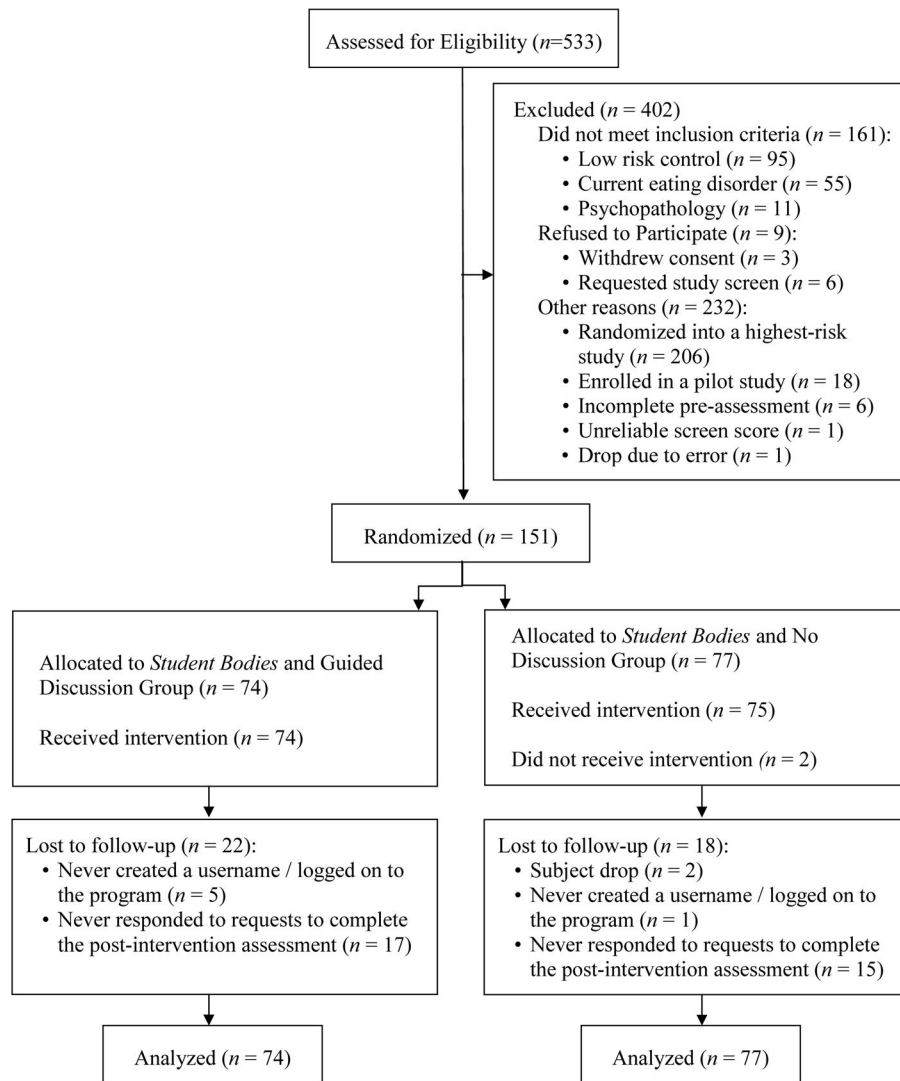 Assessed for Eligibility (n=533)
Excluded (n = 402)
Did not meet inclusion criteria (n = 161):
• Low risk control (n = 95)
• Current eating disorder (n = 55)
• Psychopathology (n = 11)
Refused to Participate (n = 9):
• Withdrew consent (n = 3)
• Requested study screen (n = 6)
Other reasons (n = 232):
• Randomized into a highest-risk
study (n = 206)
• Enrolled in a pilot study (n = 18)
• Incomplete pre-assessment (n = 6)
• Unreliable screen score (n = 1)
• Drop due to error (n = 1)
Randomized (n = 151)
Allocated to Student Bodies and Guided
Discussion Group (n = 74)
Received intervention (n = 74)
Allocated to Student Bodies and No
Discussion Group (n = 77)
Received intervention (n = 75)
Did not receive intervention (n = 2)
Lost to follow-up (n = 22):
• Never created a username / logged on to
the program (n = 5)
• Never responded to requests to complete
the post-intervention assessment (n = 17)
Lost to follow-up (n = 18):
• Subject drop (n = 2)
• Never created a username / logged on to
the program (n = 1)
• Never responded to requests to complete
the post-intervention assessment (n = 15)
Analyzed (n = 74)
Analyzed (n = 77)